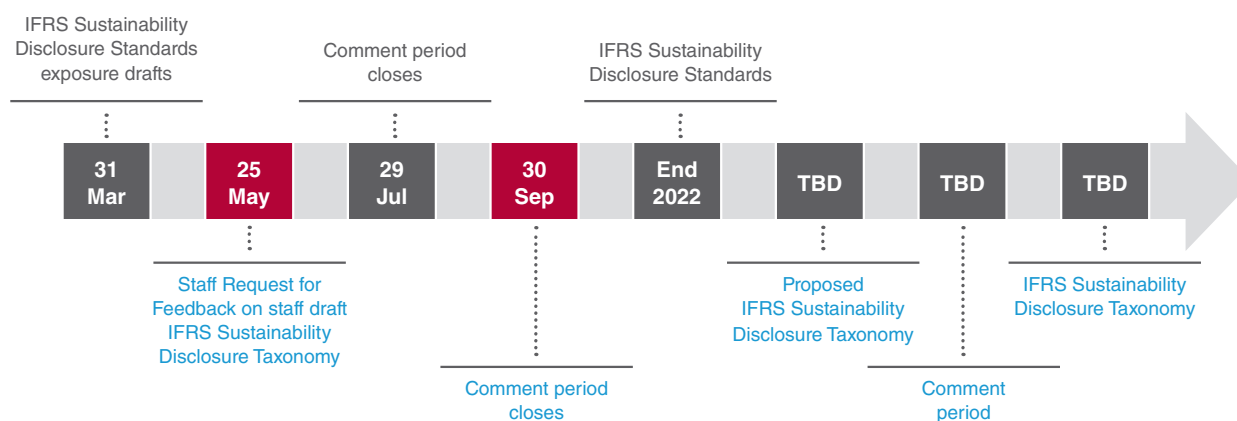 IFRS Sustainability
Disclosure Standards
exposure drafts
Comment period
closes
IFRS Sustainability
Disclosure Standards
31
Mar
25
May
29
Jul
30
Sep
End
2022
TBD
TBD
TBD
Staff Request for
Feedback on staff draft
IFRS Sustainability
Disclosure Taxonomy
Comment period
closes
Proposed
IFRS Sustainability
Disclosure Taxonomy
Comment
period
IFRS Sustainability
Disclosure Taxonomy